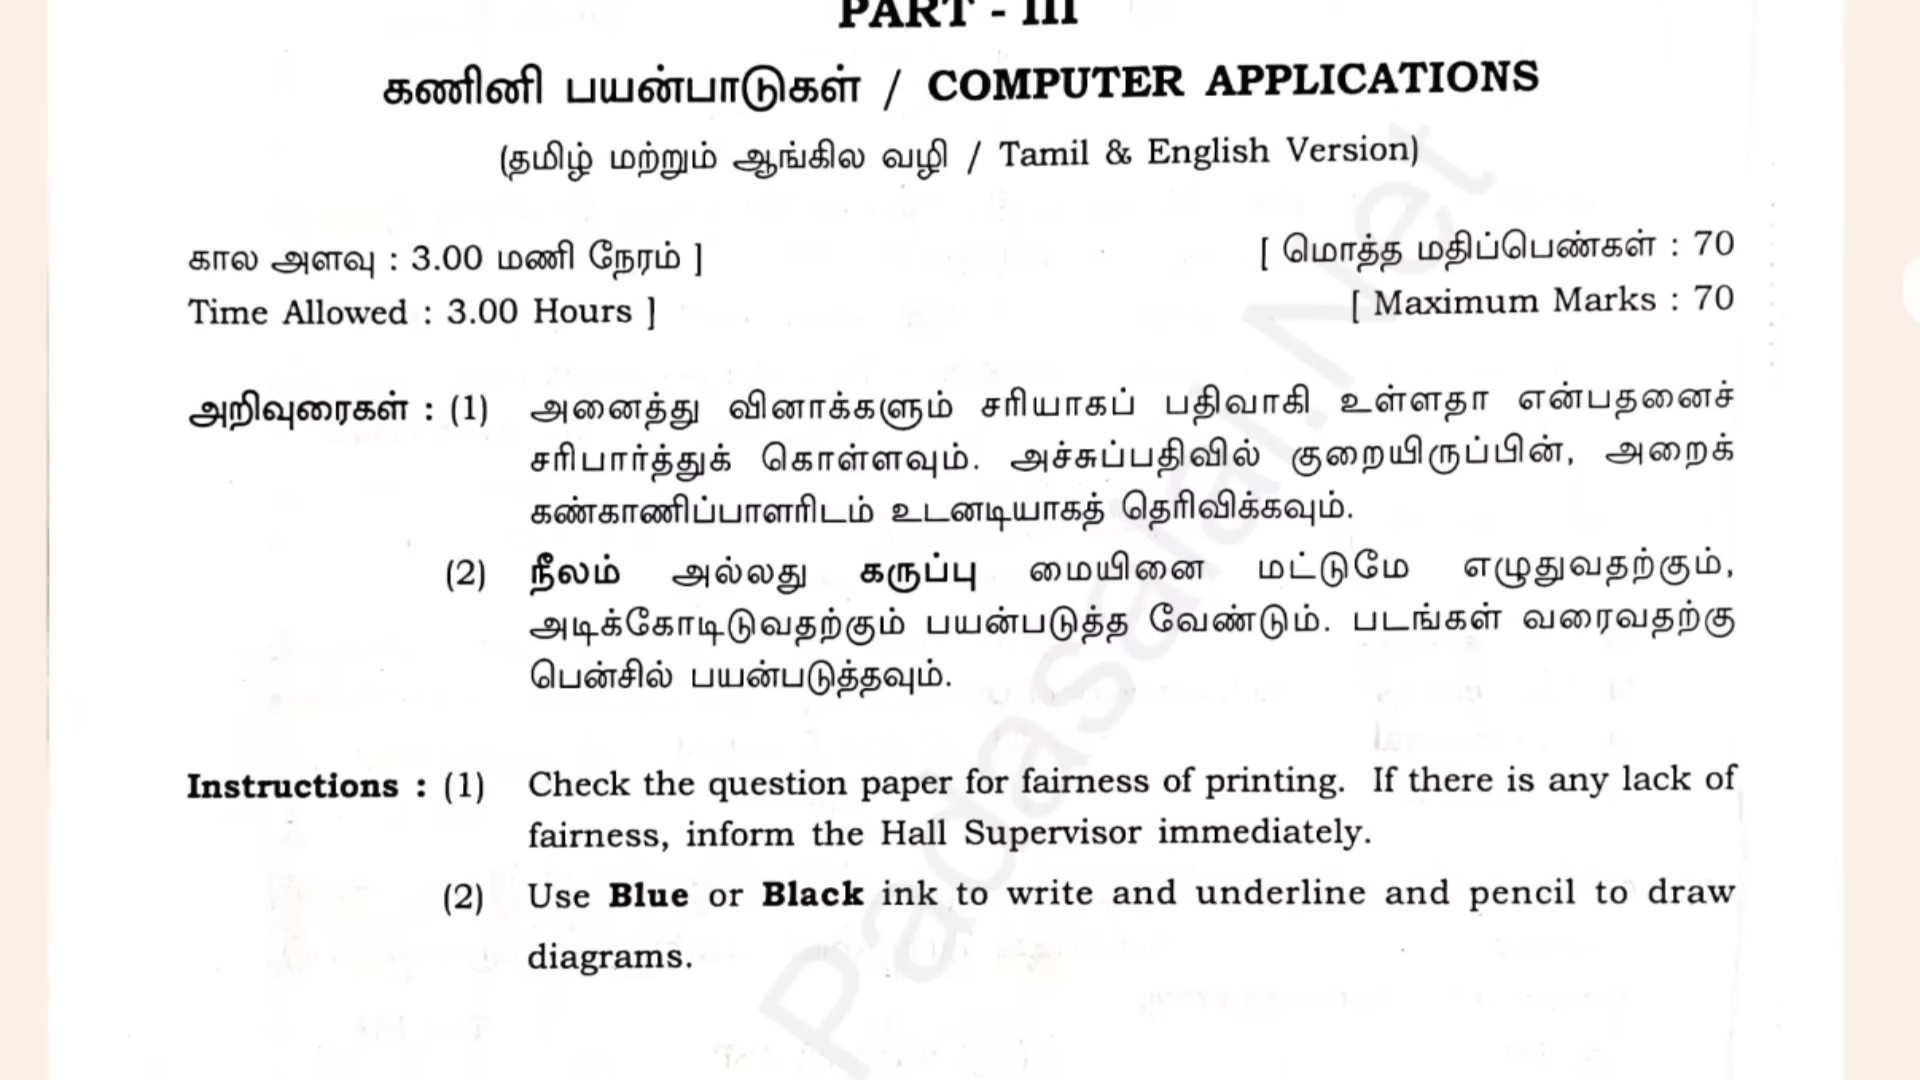 PART - III
கணினி பயன்பாடுகள் / COMPUTER APPLICATIONS
(தமிழ் மற்றும் ஆங்கில வழி / Tamil & English Version)
கால அளவு : 3.00 மணி நேரம் ] [ மொத்த மதிப்பெண்கள் : 70
Time Allowed : 3.00 Hours ] [ Maximum Marks : 70
அறிவுரைகள் : (1) அனைத்து வினாக்களும் சரியாகப் பதிவாகி உள்ளதா என்பதனைச்
சரிபார்த்துக் கொள்ளவும். அச்சுப்பதிவில் குறையிருப்பின், அறைக்
கண்காணிப்பாளரிடம் உடனடியாகத் தெரிவிக்கவும்.
(2) நீலம் அல்லது கருப்பு மையினை மட்டுமே எழுதுவதற்கும்,
அடிக்கோடிடுவதற்கும் பயன்படுத்த வேண்டும். படங்கள் வரைவதற்கு
பென்சில் பயன்படுத்தவும்.
Instructions : (1) Check the question paper for fairness of printing. If there is any lack of
fairness, inform the Hall Supervisor immediately.
(2) Use Blue or Black ink to write and underline and pencil to draw
diagrams.
Padasalai.Net